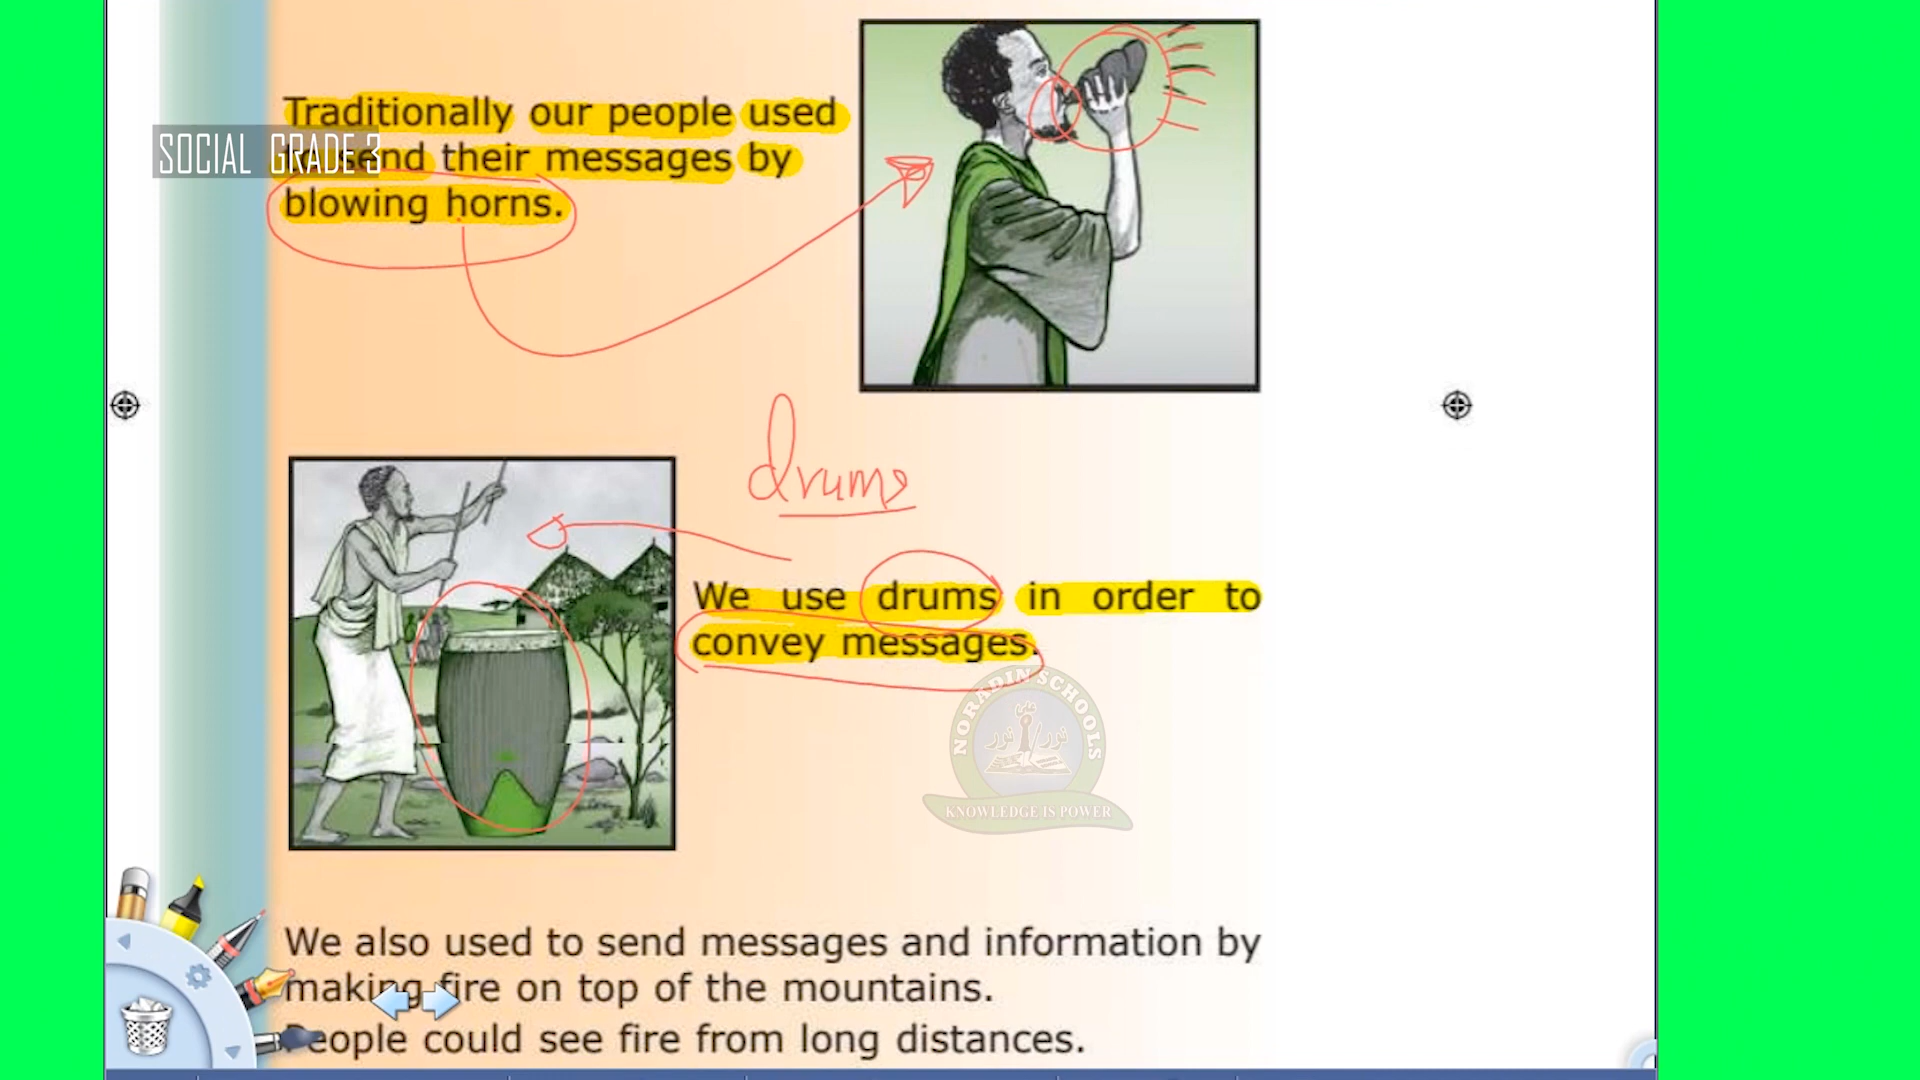 Traditionally our people used
SOCIAL GRADE 3
send their messages by
blowing horns.
drums
We use drums in order to
convey messages.
NORADIN SCHOOLS
نور نور
KNOWLEDGE IS POWER
We also used to send messages and information by
making fire on top of the mountains.
People could see fire from long distances.